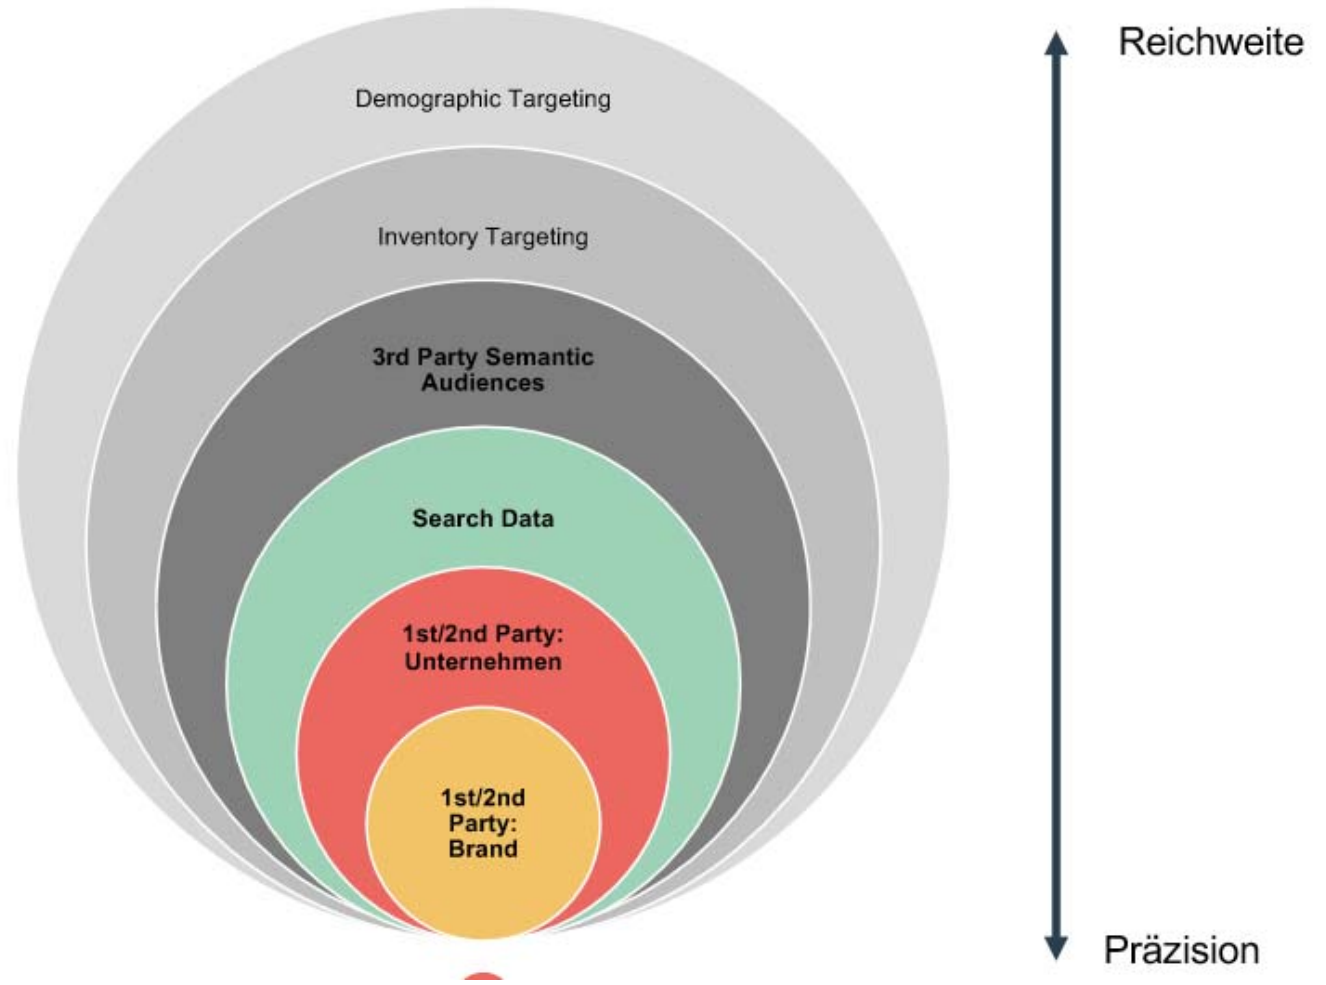 Reichweite
Demographic Targeting
Inventory Targeting
3rd Party Semantic
Audiences
Search Data
1st/2nd Party:
Unternehmen
1st/2nd
Party:
Brand
Präzision